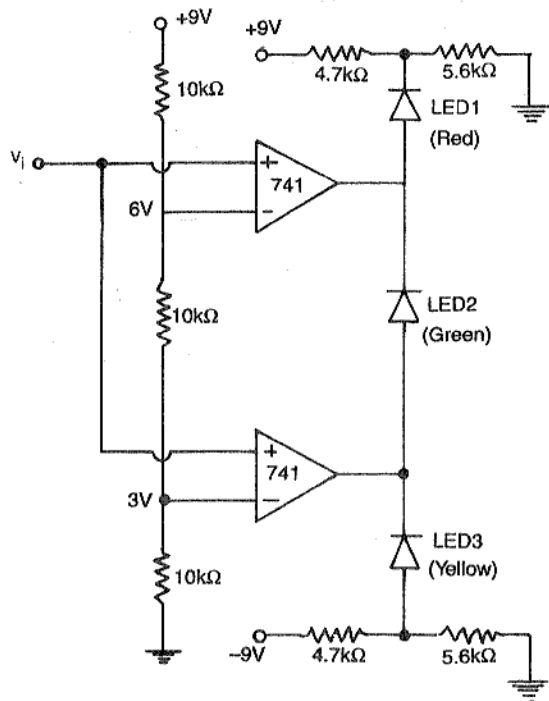 +9V
+9V
4.7kΩ
5.6kΩ
10kΩ
LED1
(Red)
vi
+
741
6V
−
10kΩ
LED2
(Green)
+
741
3V
−
LED3
(Yellow)
10kΩ
−9V
4.7kΩ
5.6kΩ